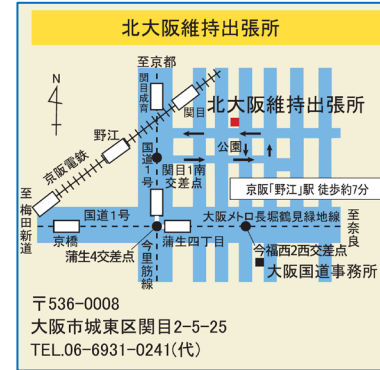 北大阪維持出張所
至京都
N
関目成育
関目
北大阪維持出張所
野江
京阪電鉄
国道1号
公園
関目1南
交差点
京阪「野江」駅 徒歩約7分
至梅田新道
国道1号
大阪メトロ長堀鶴見緑地線
至奈良
京橋
蒲生4交差点
今里筋線
蒲生四丁目
今福西2西交差点
大阪国道事務所
〒536-0008
大阪市城東区関目2-5-25
TEL.06-6931-0241(代)